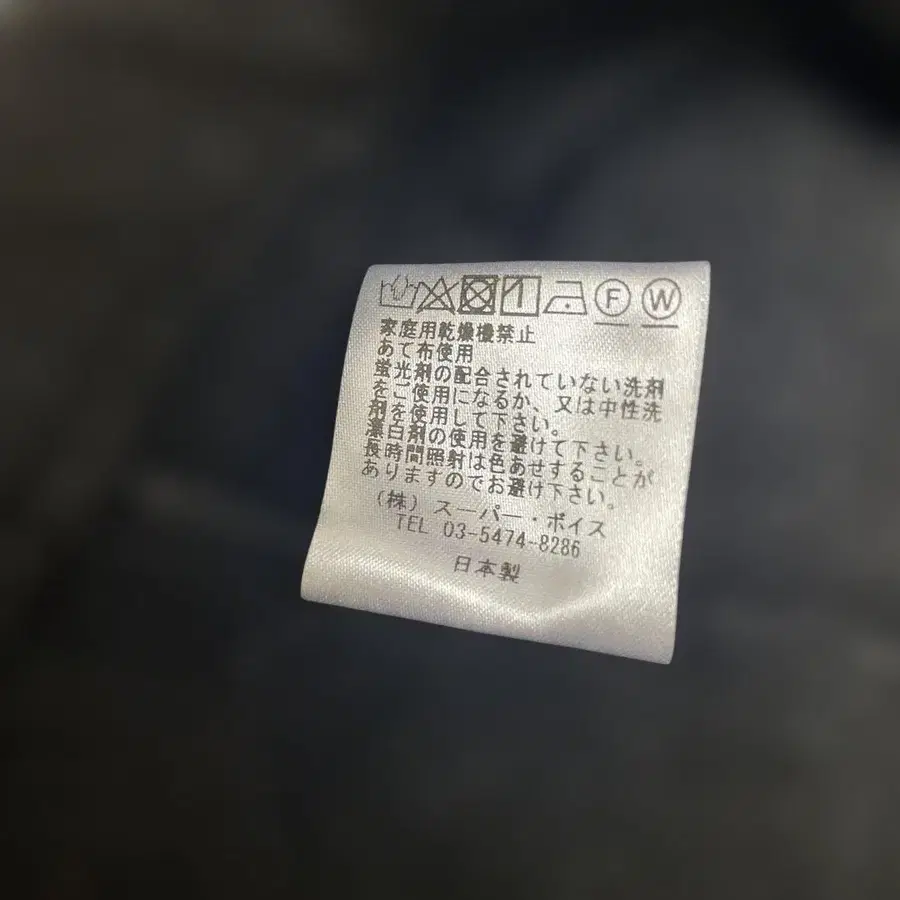 F W
家庭用乾燥機禁止
あて布使用
蛍光剤の配合されていない洗剤
をご使用になるか、又は中性洗
剤を使用して下さい。
漂白剤の使用を避けて下さい。
長時間照射は色あせすることが
ありますのでお避け下さい。
(株) スーパー・ボイス
TEL 03-5474-8286
日本製